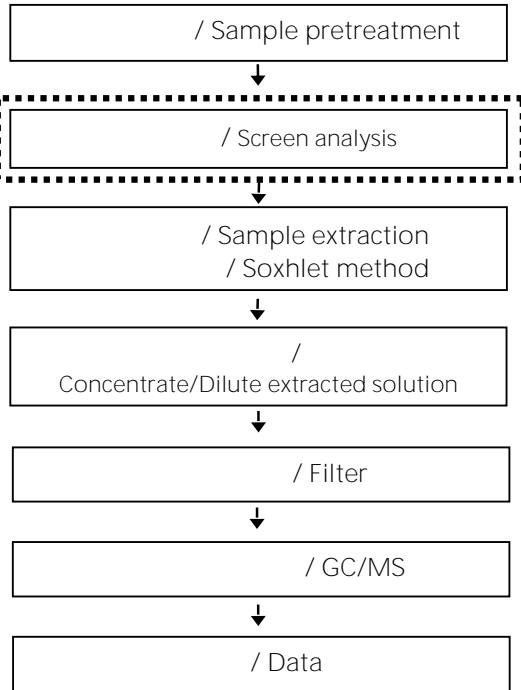 / Sample pretreatment
/ Screen analysis
/ Sample extraction
/ Soxhlet method
/
Concentrate/Dilute extracted solution
/ Filter
/ GC/MS
/ Data